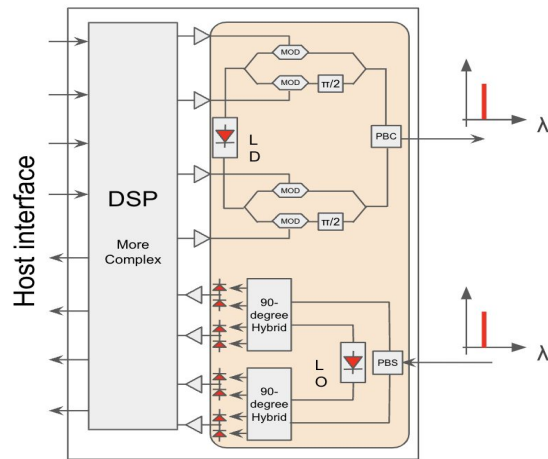 Host interface
DSP
More
Complex
MOD
MOD
π/2
L
D
PBC
λ
MOD
MOD
π/2
90-
degree
Hybrid
L
O
PBS
λ
90-
degree
Hybrid